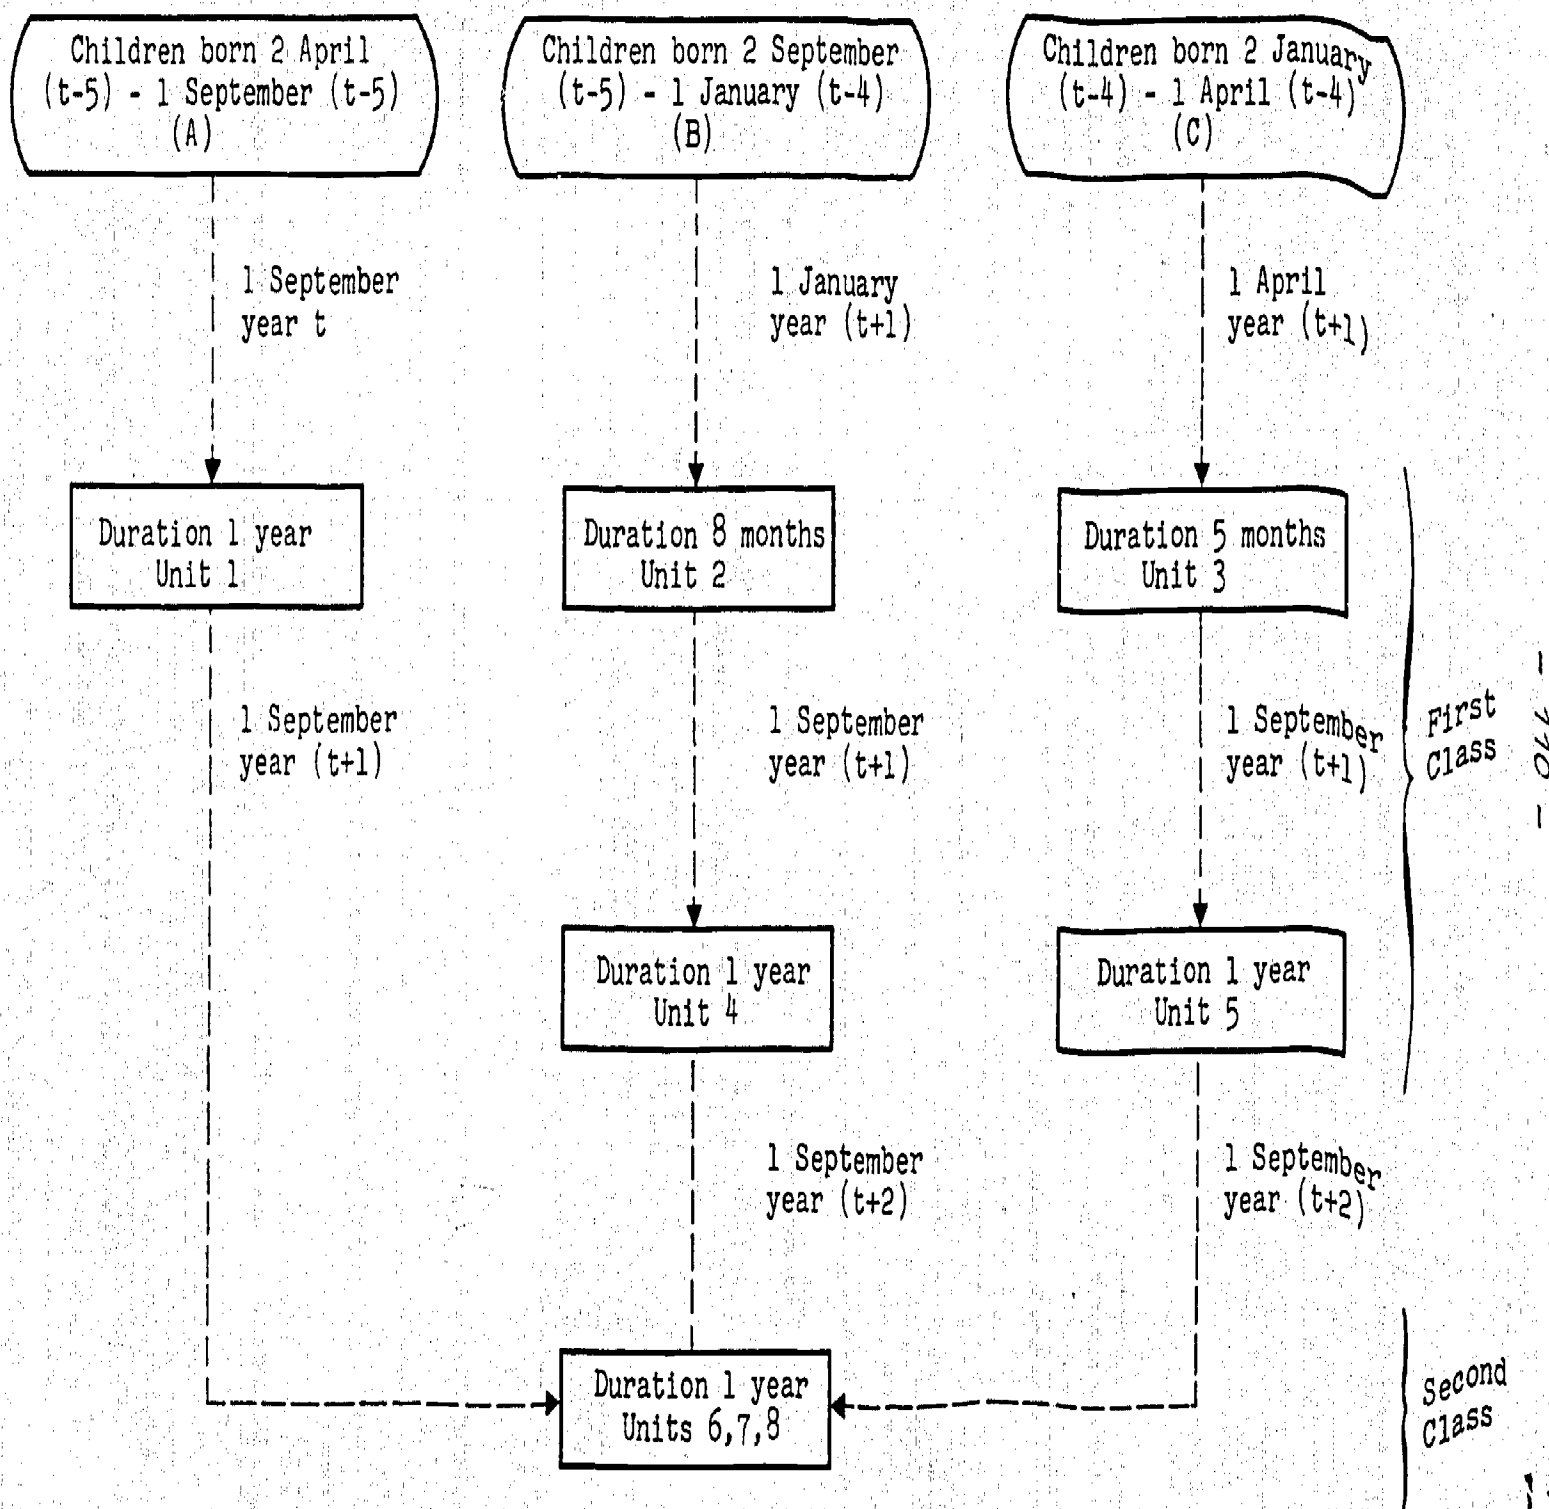 Children born 2 April
(t-5) - 1 September (t-5)
(A)
Children born 2 September
(t-5) - 1 January (t-4)
(B)
Children born 2 January
(t-4) - 1 April (t-4)
(C)
1 September
year t
1 January
year (t+1)
1 April
year (t+1)
Duration 1 year
Unit 1
Duration 8 months
Unit 2
Duration 5 months
Unit 3
1 September
year (t+1)
1 September
year (t+1)
1 September
year (t+1)
First
Class
Duration 1 year
Unit 4
Duration 1 year
Unit 5
1 September
year (t+2)
1 September
year (t+2)
Duration 1 year
Units 6,7,8
Second
Class